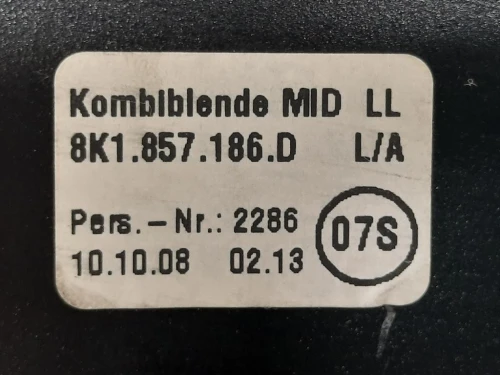 Kombiblende MID LL
8K1.857.186.D L/A
Pers.-Nr.: 2286
07S
10.10.08 02.13